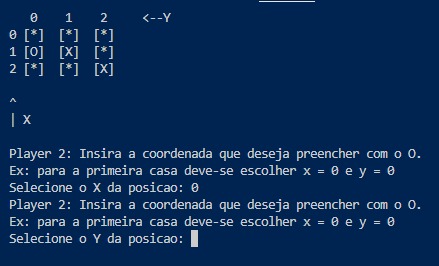 0 1 2 <--Y
0 [*] [*] [*]
1 [O] [X] [*]
2 [*] [*] [X]
^
| X
Player 2: Insira a coordenada que deseja preencher com o O.
Ex: para a primeira casa deve-se escolher x = 0 e y = 0
Selecione o X da posicao: 0
Player 2: Insira a coordenada que deseja preencher com o O.
Ex: para a primeira casa deve-se escolher x = 0 e y = 0
Selecione o Y da posicao: